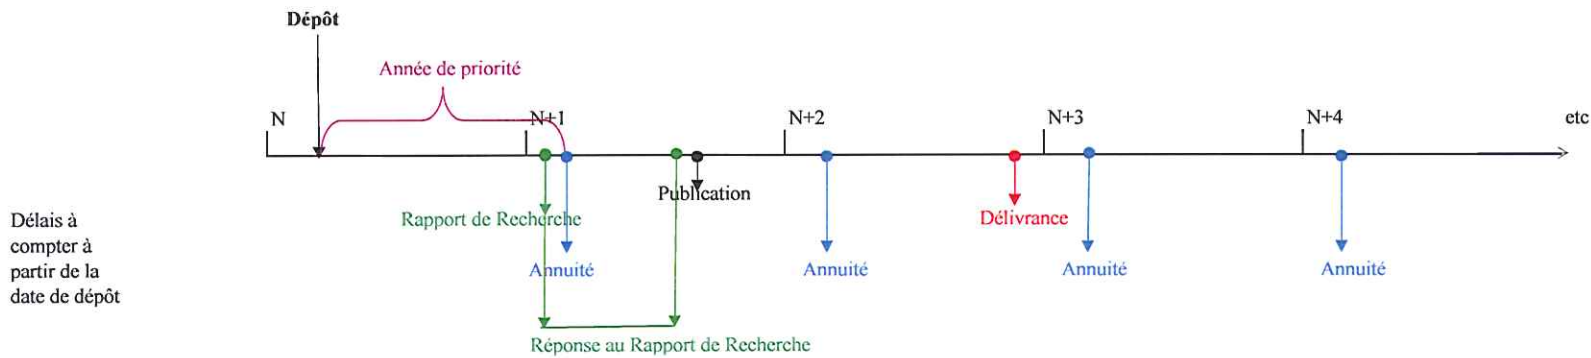 Dépôt
Année de priorité
N
N+1
N+2
N+3
N+4
etc
Publication
Rapport de Recherche
Délivrance
Délais à
compter à
partir de la
date de dépôt
Annuité
Annuité
Annuité
Annuité
Réponse au Rapport de Recherche